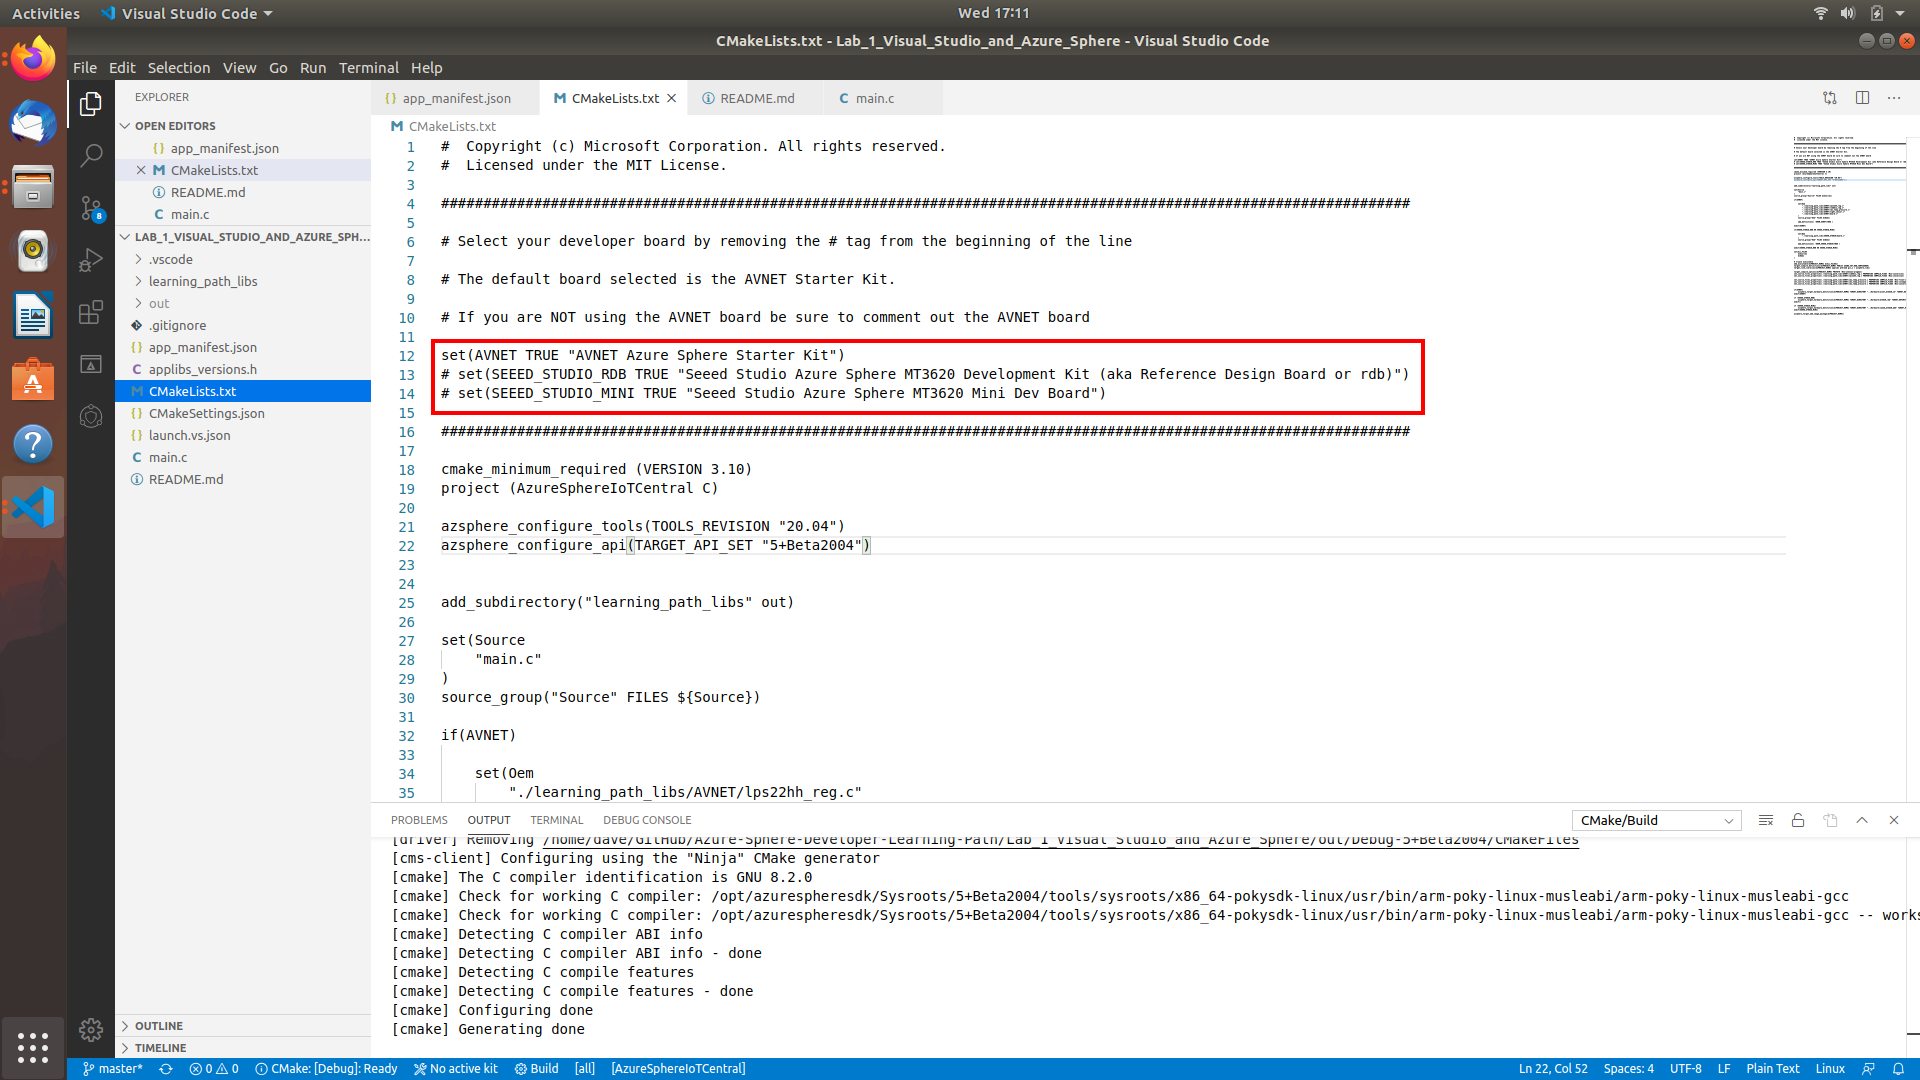 Activities
Visual Studio Code
Wed 17:11
CMakeLists.txt - Lab_1_Visual_Studio_and_Azure_Sphere - Visual Studio Code
File Edit Selection View Go Run Terminal Help
EXPLORER
OPEN EDITORS
{} app_manifest.json
M CMakeLists.txt
README.md
C main.c
LAB_1_VISUAL_STUDIO_AND_AZURE_SPH...
.vscode
learning_path_libs
out
.gitignore
{} app_manifest.json
C applibs_versions.h
M CMakeLists.txt
{} CMakeSettings.json
{} launch.vs.json
C main.c
README.md
OUTLINE
TIMELINE
8
{} app_manifest.json
M CMakeLists.txt
README.md
C main.c
M CMakeLists.txt
1 #  Copyright (c) Microsoft Corporation. All rights reserved.
2 #  Licensed under the MIT License.
3
4 ###################################################################################################################
5
6 # Select your developer board by removing the # tag from the beginning of the line
7
8 # The default board selected is the AVNET Starter Kit.
9
10 # If you are NOT using the AVNET board be sure to comment out the AVNET board
11
12 set(AVNET TRUE "AVNET Azure Sphere Starter Kit")
13 # set(SEEED_STUDIO_RDB TRUE "Seeed Studio Azure Sphere MT3620 Development Kit (aka Reference Design Board or rdb)")
14 # set(SEEED_STUDIO_MINI TRUE "Seeed Studio Azure Sphere MT3620 Mini Dev Board")
15
16 ###################################################################################################################
17
18 cmake_minimum_required (VERSION 3.10)
19 project (AzureSphereIoTCentral C)
20
21 azsphere_configure_tools(TOOLS_REVISION "20.04")
22 azsphere_configure_api(TARGET_API_SET "5+Beta2004")
23
24
25 add_subdirectory("learning_path_libs" out)
26
27 set(Source
28     "main.c"
29 )
30 source_group("Source" FILES ${Source})
31
32 if(AVNET)
33
34     set(Oem
35         "./learning_path_libs/AVNET/lps22hh_reg.c"
PROBLEMS OUTPUT TERMINAL DEBUG CONSOLE
CMake/Build
[driver] Removing /home/dave/GitHub/Azure-Sphere-Developer-Learning-Path/Lab_1_Visual_Studio_and_Azure_Sphere/out/Debug-5+Beta2004/CMakeFiles
[cms-client] Configuring using the "Ninja" CMake generator
[cmake] The C compiler identification is GNU 8.2.0
[cmake] Check for working C compiler: /opt/azurespheresdk/Sysroots/5+Beta2004/tools/sysroots/x86_64-pokysdk-linux/usr/bin/arm-poky-linux-musleabi/arm-poky-linux-musleabi-gcc
[cmake] Check for working C compiler: /opt/azurespheresdk/Sysroots/5+Beta2004/tools/sysroots/x86_64-pokysdk-linux/usr/bin/arm-poky-linux-musleabi/arm-poky-linux-musleabi-gcc -- works
[cmake] Detecting C compiler ABI info
[cmake] Detecting C compiler ABI info - done
[cmake] Detecting C compile features
[cmake] Detecting C compile features - done
[cmake] Configuring done
[cmake] Generating done
master* 0 0 CMake: [Debug]: Ready No active kit Build [all] [AzureSphereIoTCentral] Ln 22, Col 52 Spaces: 4 UTF-8 LF Plain Text Linux